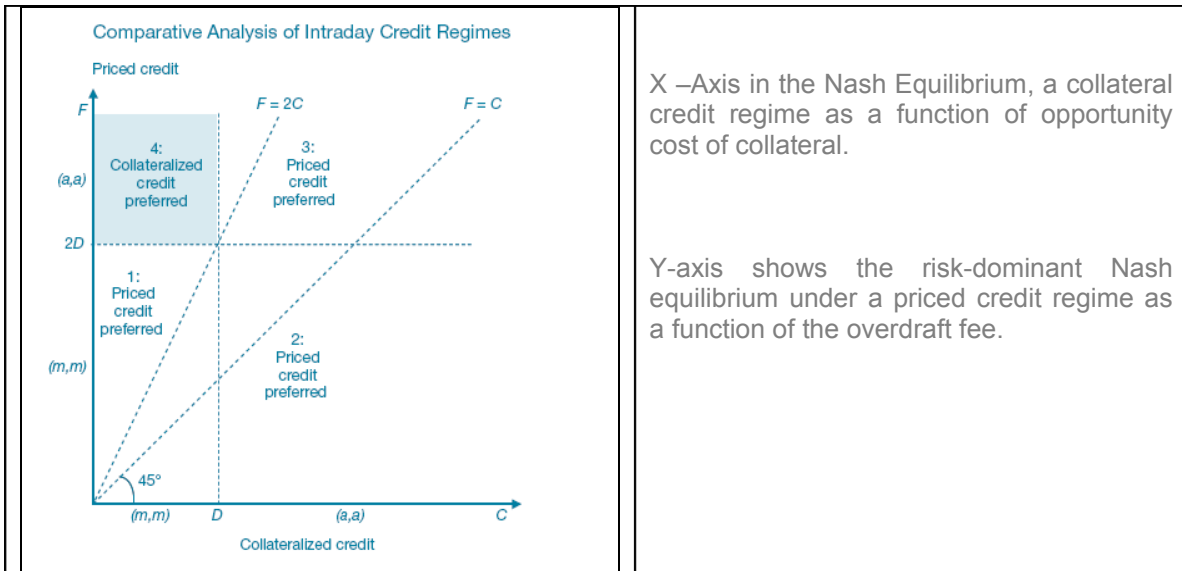 Comparative Analysis of Intraday Credit Regimes
Priced credit
F
F = 2C
F = C
4:
Collateralized
credit
preferred
3:
Priced
credit
preferred
(a,a)
2D
1:
Priced
credit
preferred
2:
Priced
credit
preferred
(m,m)
45°
(m,m)
D
(a,a)
C
Collateralized credit
X –Axis in the Nash Equilibrium, a collateral
credit regime as a function of opportunity
cost of collateral.
Y-axis shows the risk-dominant Nash
equilibrium under a priced credit regime as
a function of the overdraft fee.